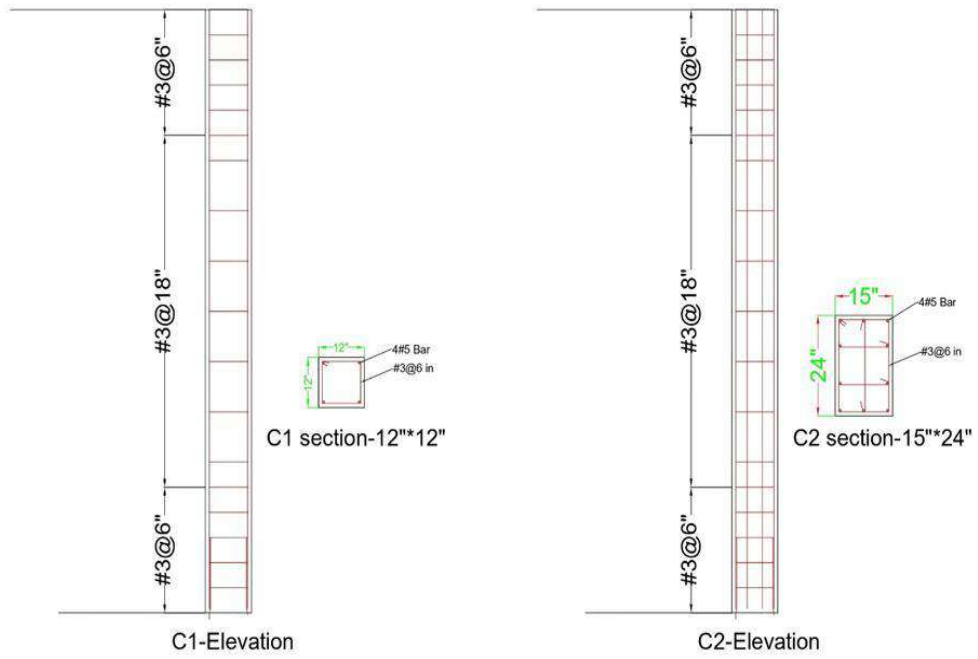 #3@6"
#3@18"
#3@6"
C1-Elevation
12"
12"
4#5 Bar
#3@6 in
C1 section-12"*12"
#3@6"
#3@18"
#3@6"
C2-Elevation
15"
24"
4#5 Bar
#3@6 in
C2 section-15"*24"